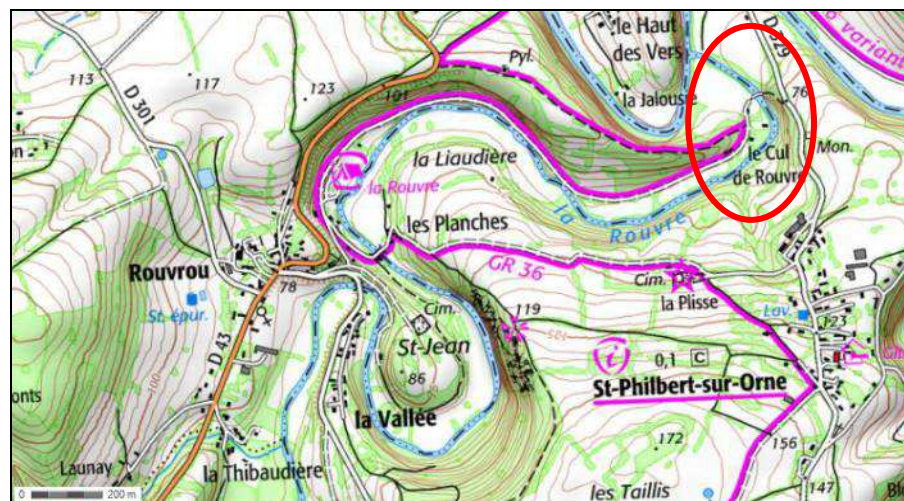 le Haut
des Vers
D 329
variant
Pyl.
113
117
123
101
76
D 301
la Jalousie
la Liaudière
le Cul
de Rouvre
Mon.
la Rouvre
la
Rouvre
les Planches
GR 36
Rouvrou
78
Cim.
la Plisse
St. épur.
Cim.
119
Lav.
123
D 43
St-Jean
0,1 C
86
St-Philbert-sur-Orne
la Vallée
156
172
Launay
la Thibaudière
147
les Taillis
0 200 m